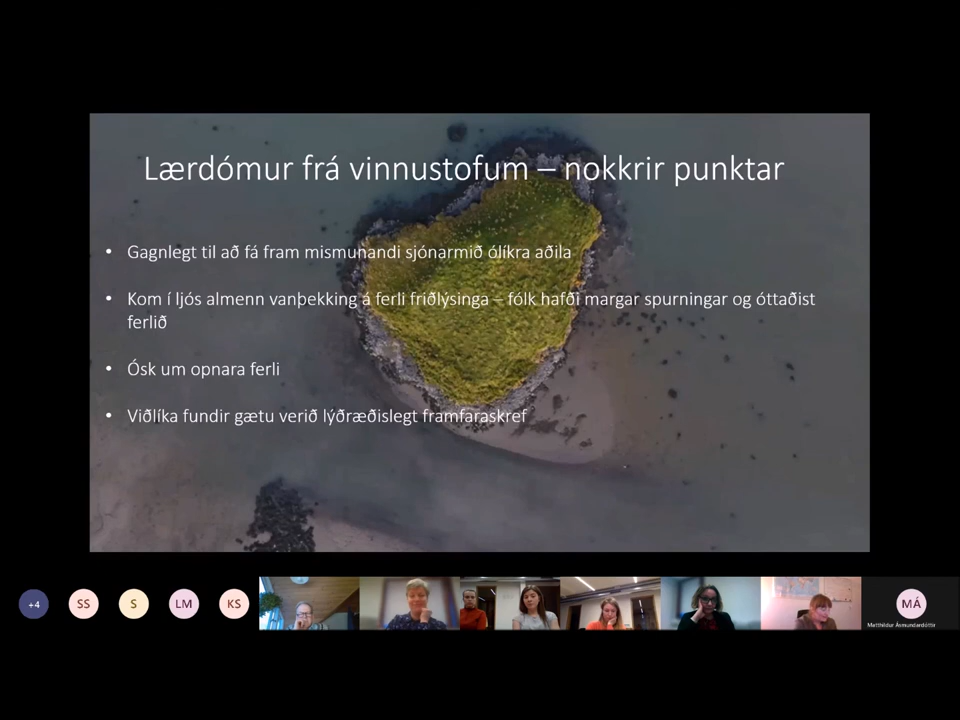 Lærdómur frá vinnustofum – nokkrir punktar
• Gagnlegt til að fá fram mismunandi sjónarmið ólíkra aðila
• Kom í ljós almenn vanþekking á ferli friðlýsinga – fólk hafði margar spurningar og óttaðist
ferlið
• Ósk um opnara ferli
• Viðlíka fundir gætu verið lýðræðislegt framfaraskref
+4
SS
S
LM
KS
MÁ
Matthildur Ásmundardóttir